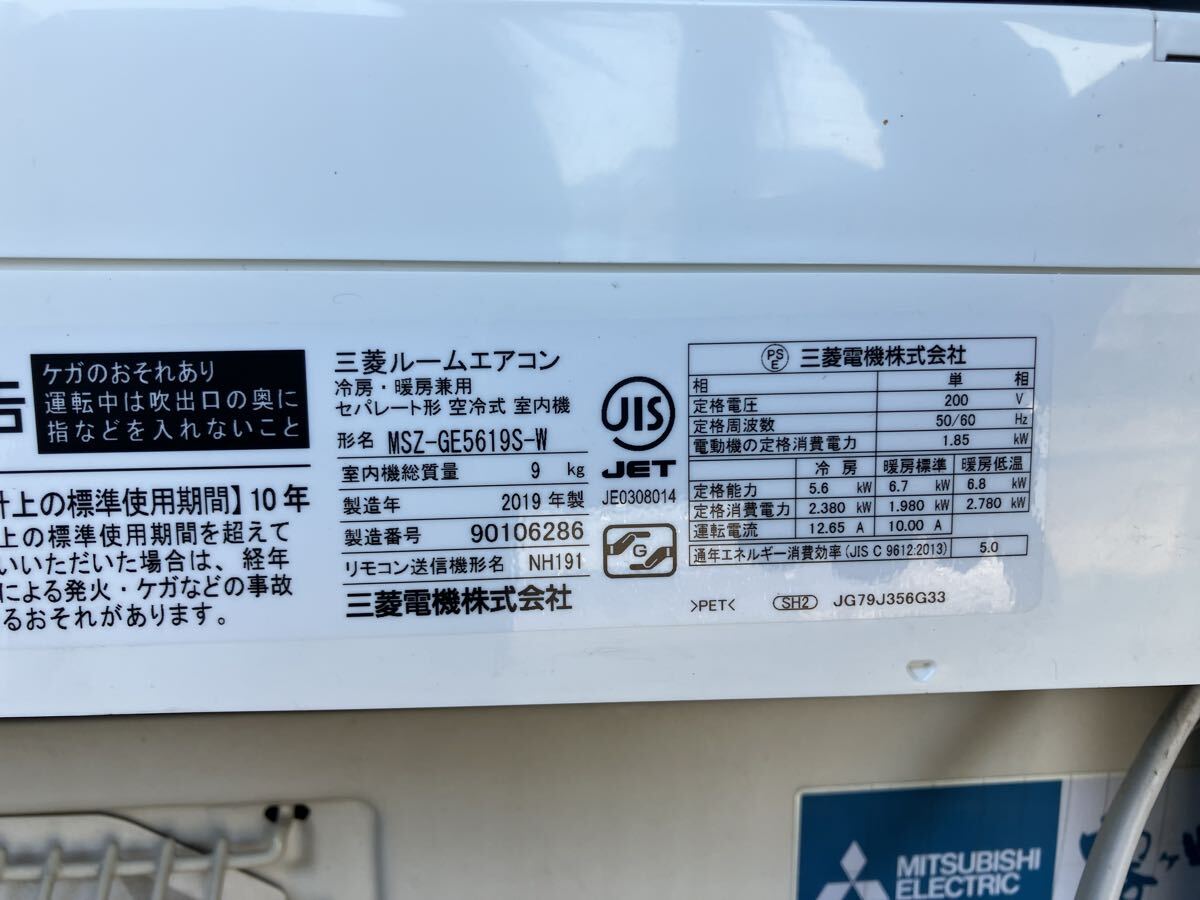 告
ケガのおそれあり
運転中は吹出口の奥に
指などを入れないこと
計上の標準使用期間】10年
上の標準使用期間を超えて
いいただいた場合は、経年
による発火・ケガなどの事故
るおそれがあります。
三菱ルームエアコン
冷房・暖房兼用
セパレート形 空冷式 室内機
形名 MSZ-GE5619S-W
室内機総質量 9 kg
製造年 2019 年製
製造番号 90106286
リモコン送信機形名 NH191
三菱電機株式会社
JIS
JET
JE0308014
G
PSE 三菱電機株式会社
相 単 相
定格電圧 200 V
定格周波数 50/60 Hz
電動機の定格消費電力 1.85 kW
冷 房 暖房標準 暖房低温
定格能力 5.6 kW 6.7 kW 6.8 kW
定格消費電力 2.380 kW 1.980 kW 2.780 kW
運転電流 12.65 A 10.00 A
通年エネルギー消費効率(JIS C 9612:2013) 5.0
>PET< SH2 JG79J356G33
MITSUBISHI
ELECTRIC